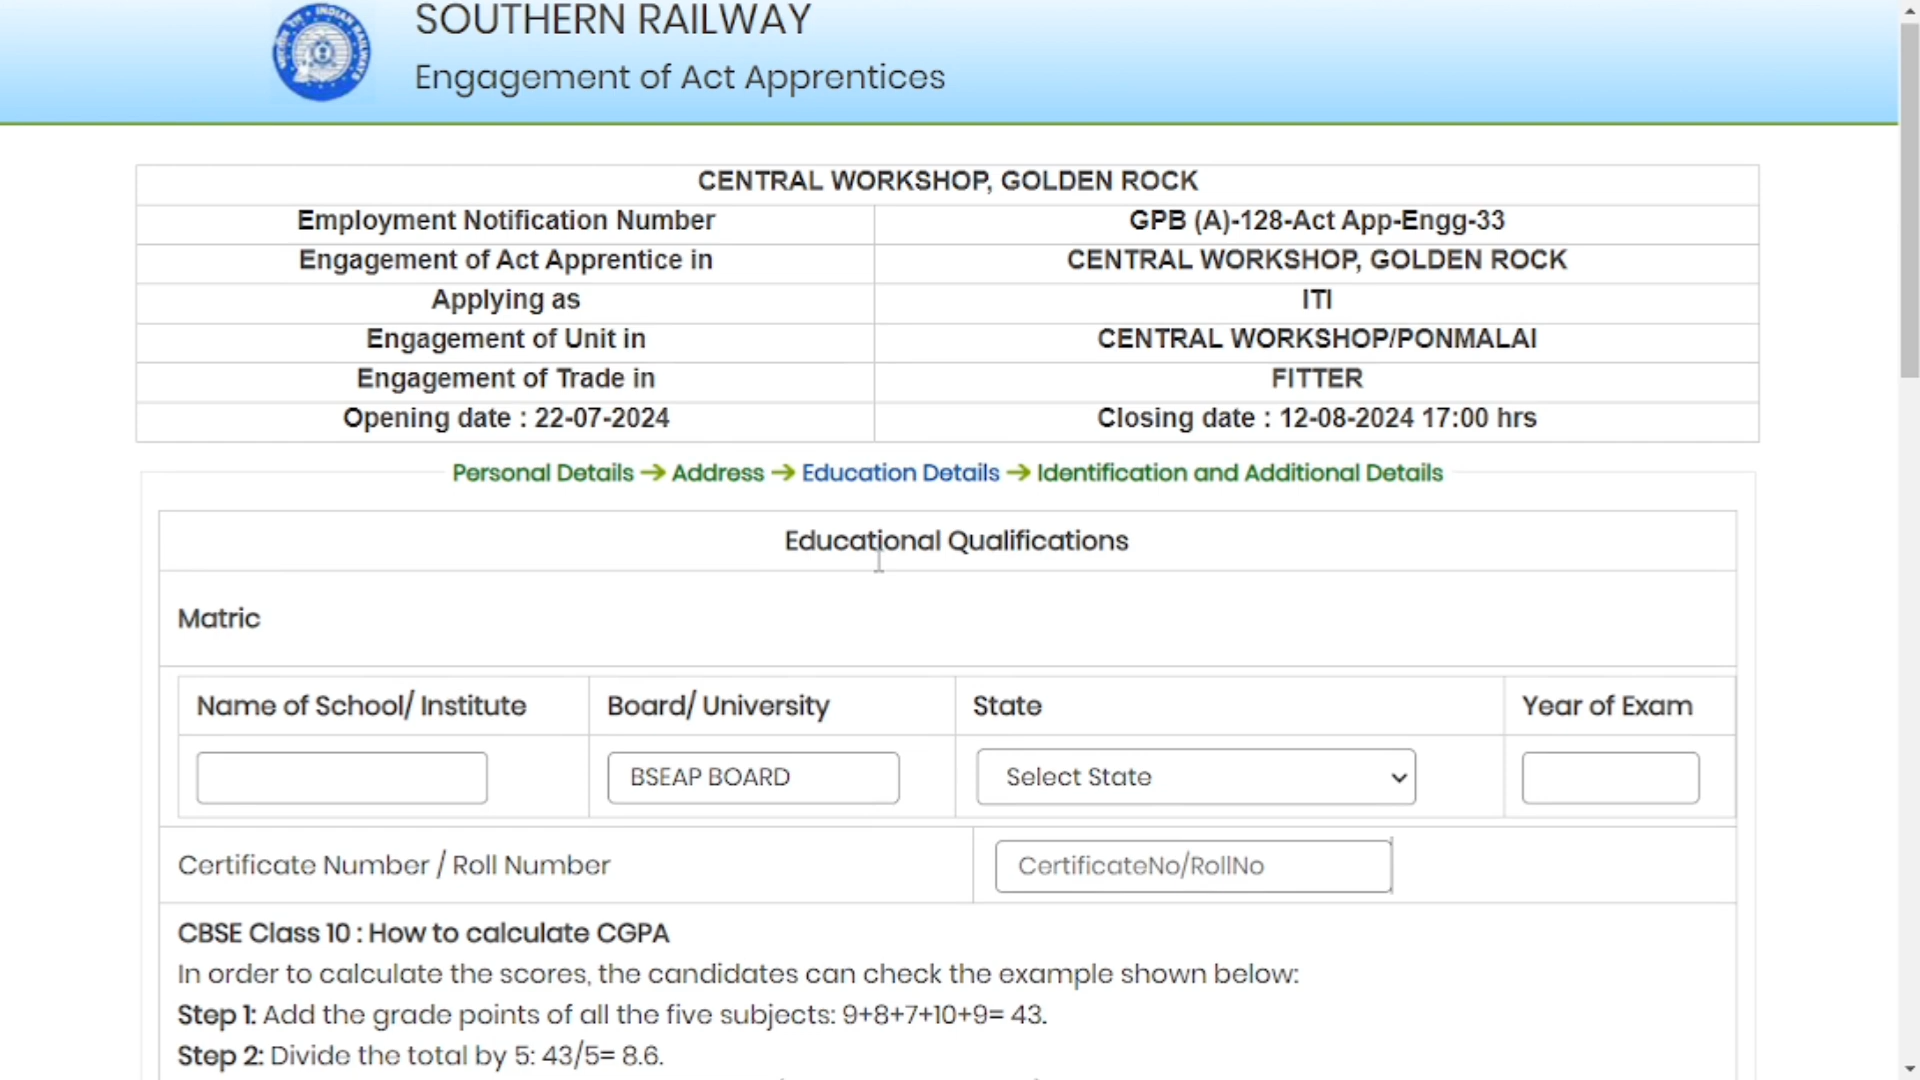 SOUTHERN RAILWAY
Engagement of Act Apprentices
CENTRAL WORKSHOP, GOLDEN ROCK
Employment Notification Number GPB (A)-128-Act App-Engg-33
Engagement of Act Apprentice in CENTRAL WORKSHOP, GOLDEN ROCK
Applying as ITI
Engagement of Unit in CENTRAL WORKSHOP/PONMALAI
Engagement of Trade in FITTER
Opening date : 22-07-2024 Closing date : 12-08-2024 17:00 hrs
Personal Details → Address → Education Details → Identification and Additional Details
Educational Qualifications
Matric
Name of School/ Institute Board/ University State Year of Exam
BSEAP BOARD Select State
Certificate Number / Roll Number CertificateNo/RollNo
CBSE Class 10 : How to calculate CGPA
In order to calculate the scores, the candidates can check the example shown below:
Step 1: Add the grade points of all the five subjects: 9+8+7+10+9= 43.
Step 2: Divide the total by 5: 43/5= 8.6.